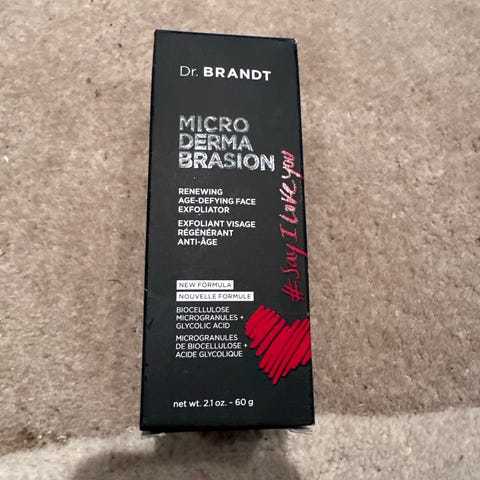 Dr. BRANDT
MICRO
DERMA
BRASION
RENEWING
AGE-DEFYING FACE
EXFOLIATOR
EXFOLIANT VISAGE
RÉGÉNÉRANT
ANTI-ÂGE
#Say I love you
NEW FORMULA
NOUVELLE FORMULE
BIOCELLULOSE
MICROGRANULES +
GLYCOLIC ACID
MICROGRANULES
DE BIOCELLULOSE +
ACIDE GLYCOLIQUE
net wt. 2.1 oz. - 60 g